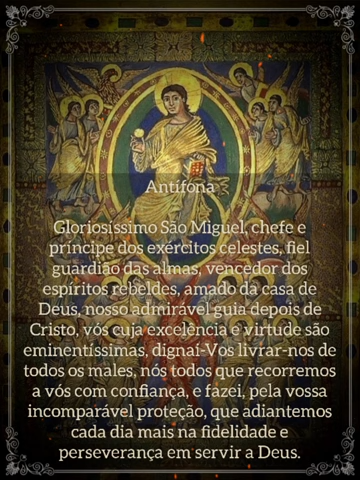 Antífona
Gloriosíssimo São Miguel, chefe e
príncipe dos exércitos celestes, fiel
guardião das almas, vencedor dos
espíritos rebeldes, amado da casa de
Deus, nosso admirável guia depois de
Cristo, vós cuja excelência e virtude são
eminentíssimas, dignai-Vos livrar-nos de
todos os males, nós todos que recorremos
a vós com confiança, e fazei, pela vossa
incomparável proteção, que adiantemos
cada dia mais na fidelidade e
perseverança em servir a Deus.